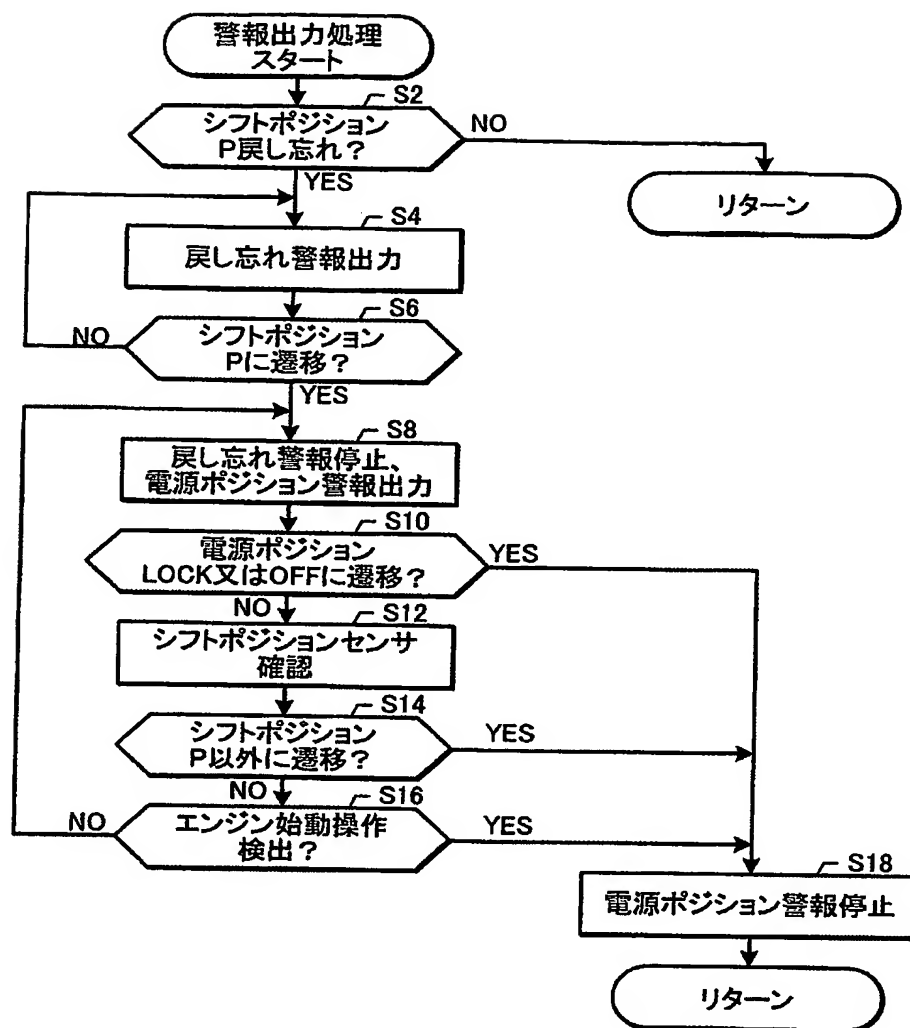 警報出力処理
スタート
S2
シフトポジション
P戻し忘れ？
NO
YES
リターン
S4
戻し忘れ警報出力
S6
シフトポジション
Pに遷移？
NO
YES
S8
戻し忘れ警報停止、
電源ポジション警報出力
S10
電源ポジション
LOCK又はOFFに遷移？
YES
NO
S12
シフトポジションセンサ
確認
S14
シフトポジション
P以外に遷移？
YES
NO
S16
エンジン始動操作
検出？
NO
YES
S18
電源ポジション警報停止
リターン